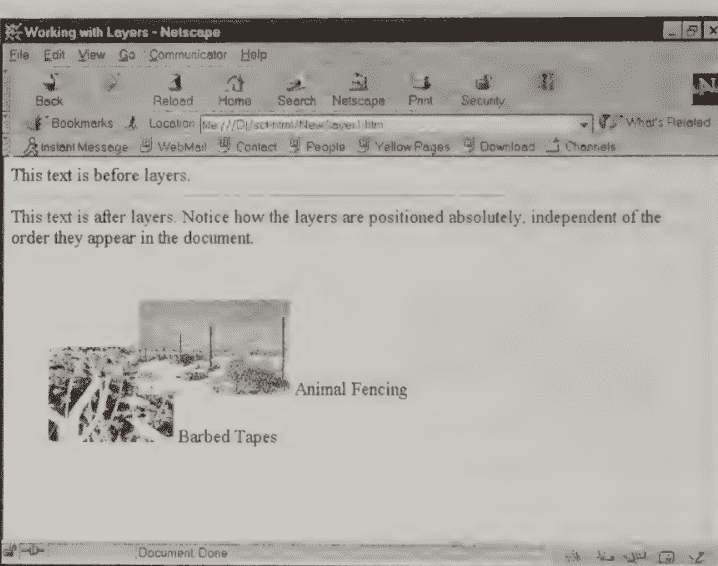 Working with Layers - Netscape
File Edit View Go Communicator Help
Back Reload Home Search Netscape Print Security
Bookmarks Location What's Related
Instant Message WebMail Contact People Yellow Pages Download Channels
This text is before layers.
This text is after layers. Notice how the layers are positioned absolutely, independent of the
order they appear in the document.
Animal Fencing
Barbed Tapes
Document Done